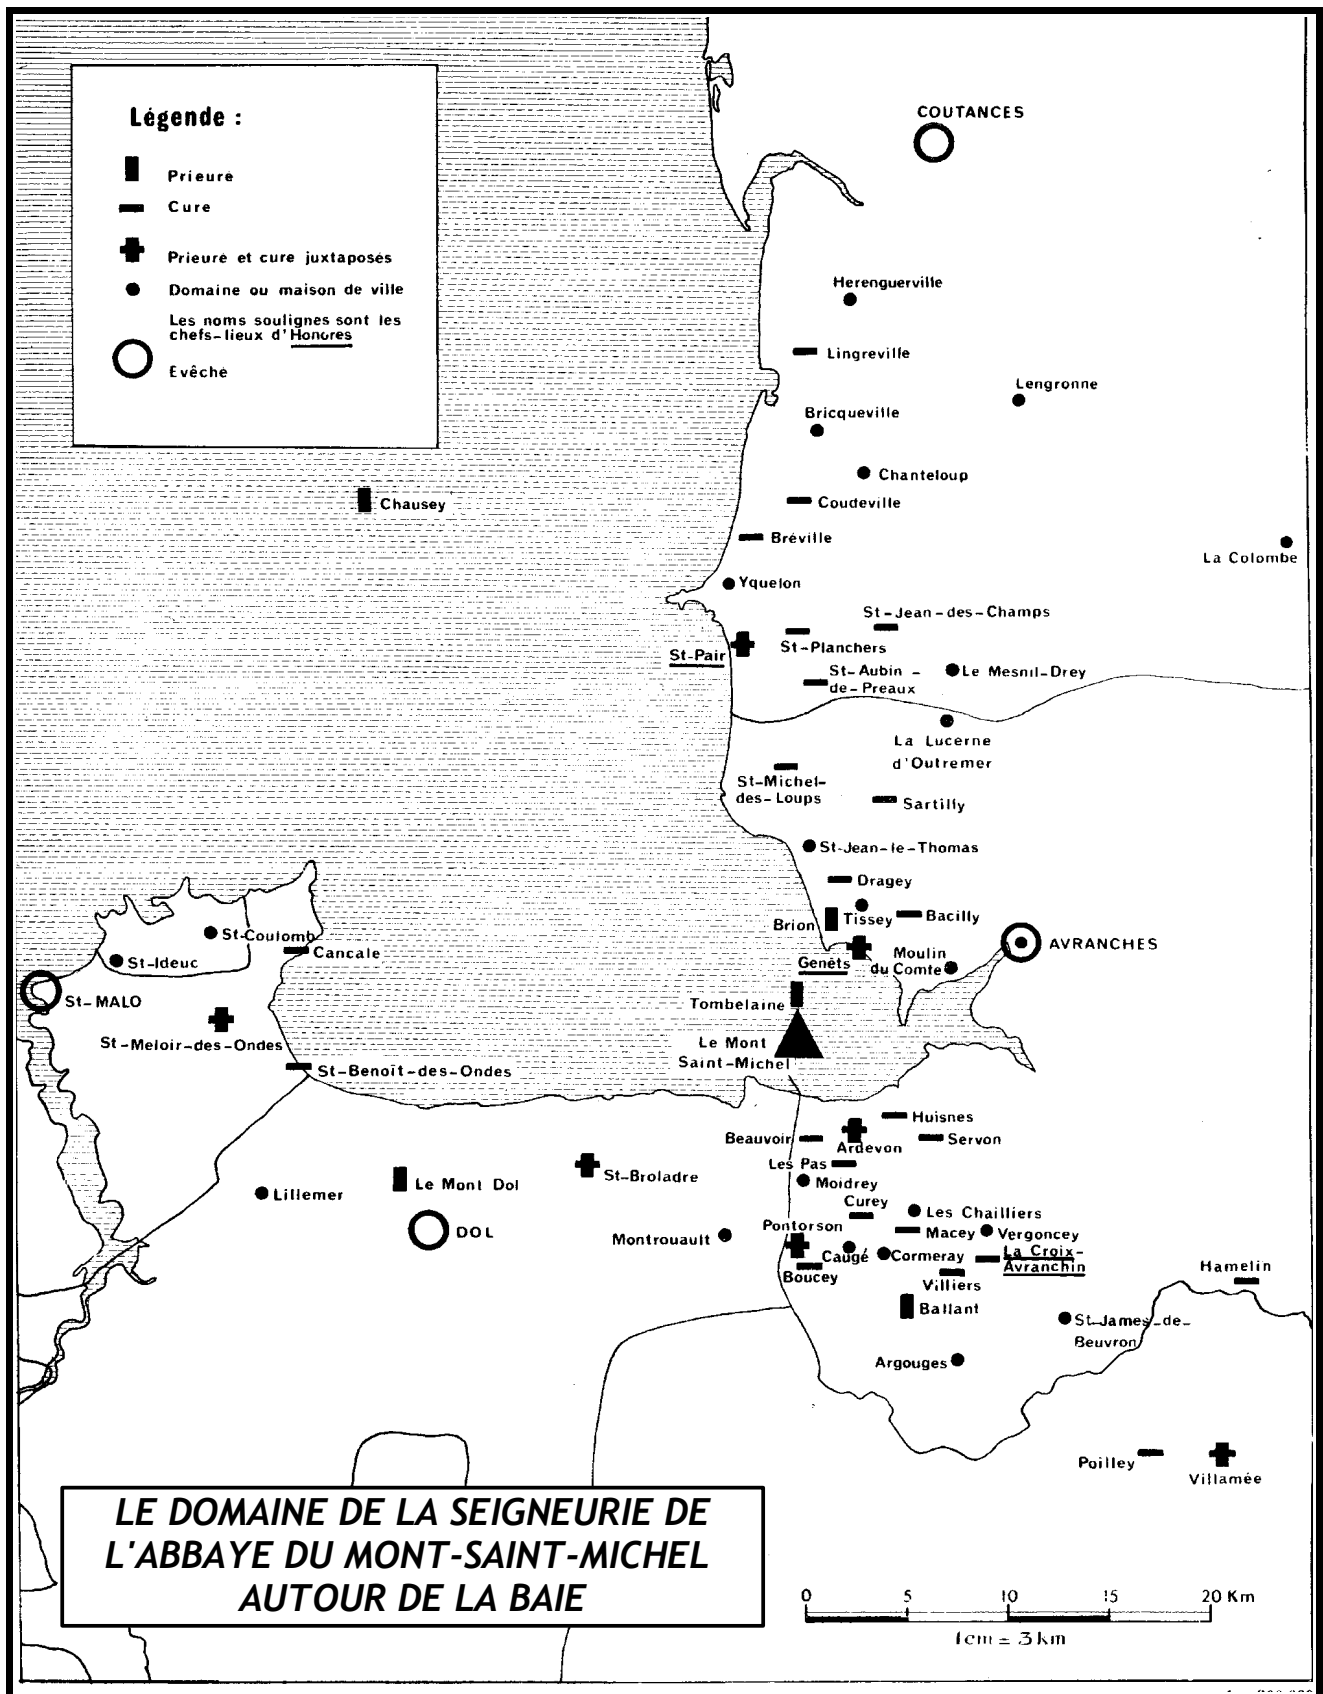 Légende :
Prieure
Cure
Prieure et cure juxtaposés
Domaine ou maison de ville
Les noms soulignes sont les
chefs-lieux d'Honores
Evêché
COUTANCES
Herenguerville
Lingreville
Lengronne
Bricqueville
Chanteloup
Coudeville
Chausey
Bréville
La Colombe
Yquelon
St-Jean-des-Champs
St-Planchers
St-Pair
St-Aubin-
de-Preaux
Le Mesnil-Drey
La Lucerne
d'Outremer
St-Michel-
des-Loups
Sartilly
St-Jean-le-Thomas
Dragey
Brion
Tissey
Bacilly
AVRANCHES
Genêts
Moulin
du Comte
St-Coulomb
Cancale
St-Ideuc
St-MALO
Tombelaine
St-Meloir-des-Ondes
Le Mont
Saint-Michel
St-Benoît-des-Ondes
Huisnes
Beauvoir
Ardevon
Servon
Les Pas
St-Broladre
Le Mont Dol
Moidrey
Lillemer
Curey
Les Chailliers
Pontorson
Macey
Vergoncey
DOL
Montrouault
Caugé
Cormeray
La Croix-
Avranchin
Boucey
Villiers
Hamelin
Ballant
St-James-de-
Beuvron
Argouges
Poilley
Villamée
LE DOMAINE DE LA SEIGNEURIE DE
L'ABBAYE DU MONT-SAINT-MICHEL
AUTOUR DE LA BAIE
0 5 10 15 20 Km
1cm = 3km